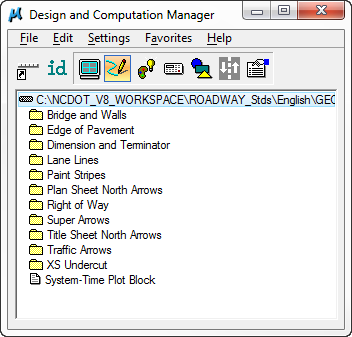 Design and Computation Manager
File Edit Settings Favorites Help
id
C:\NCDOT_V8_WORKSPACE\ROADWAY_Stds\English\GEO
Bridge and Walls
Edge of Pavement
Dimension and Terminator
Lane Lines
Paint Stripes
Plan Sheet North Arrows
Right of Way
Super Arrows
Title Sheet North Arrows
Traffic Arrows
XS Undercut
System-Time Plot Block